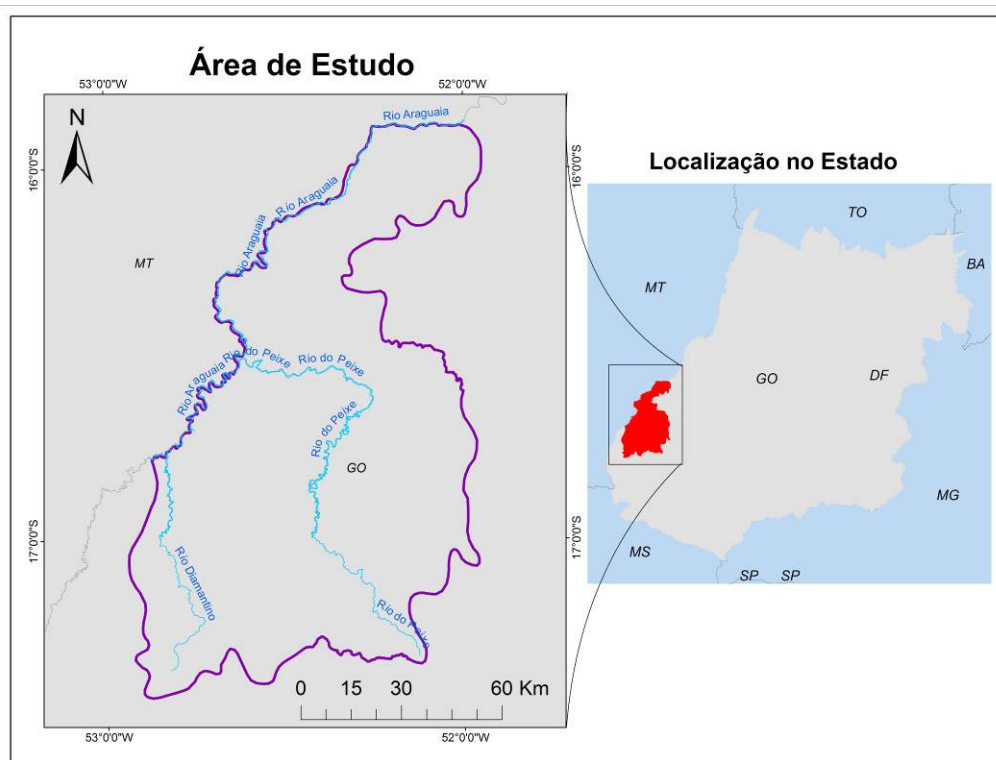 Área de Estudo
53°0'0"W
52°0'0"W
N
Rio Araguaia
16°0'0"S
16°0'0"S
Rio Araguaia
Rio Araguaia
MT
Rio Araguaia
Rio do Peixe
Rio do Peixe
Rio do Peixe
GO
17°0'0"S
17°0'0"S
Rio Diamantino
Rio do Peixe
0 15 30 60 Km
53°0'0"W
52°0'0"W
Localização no Estado
TO
BA
MT
GO
DF
MG
MS
SP
SP